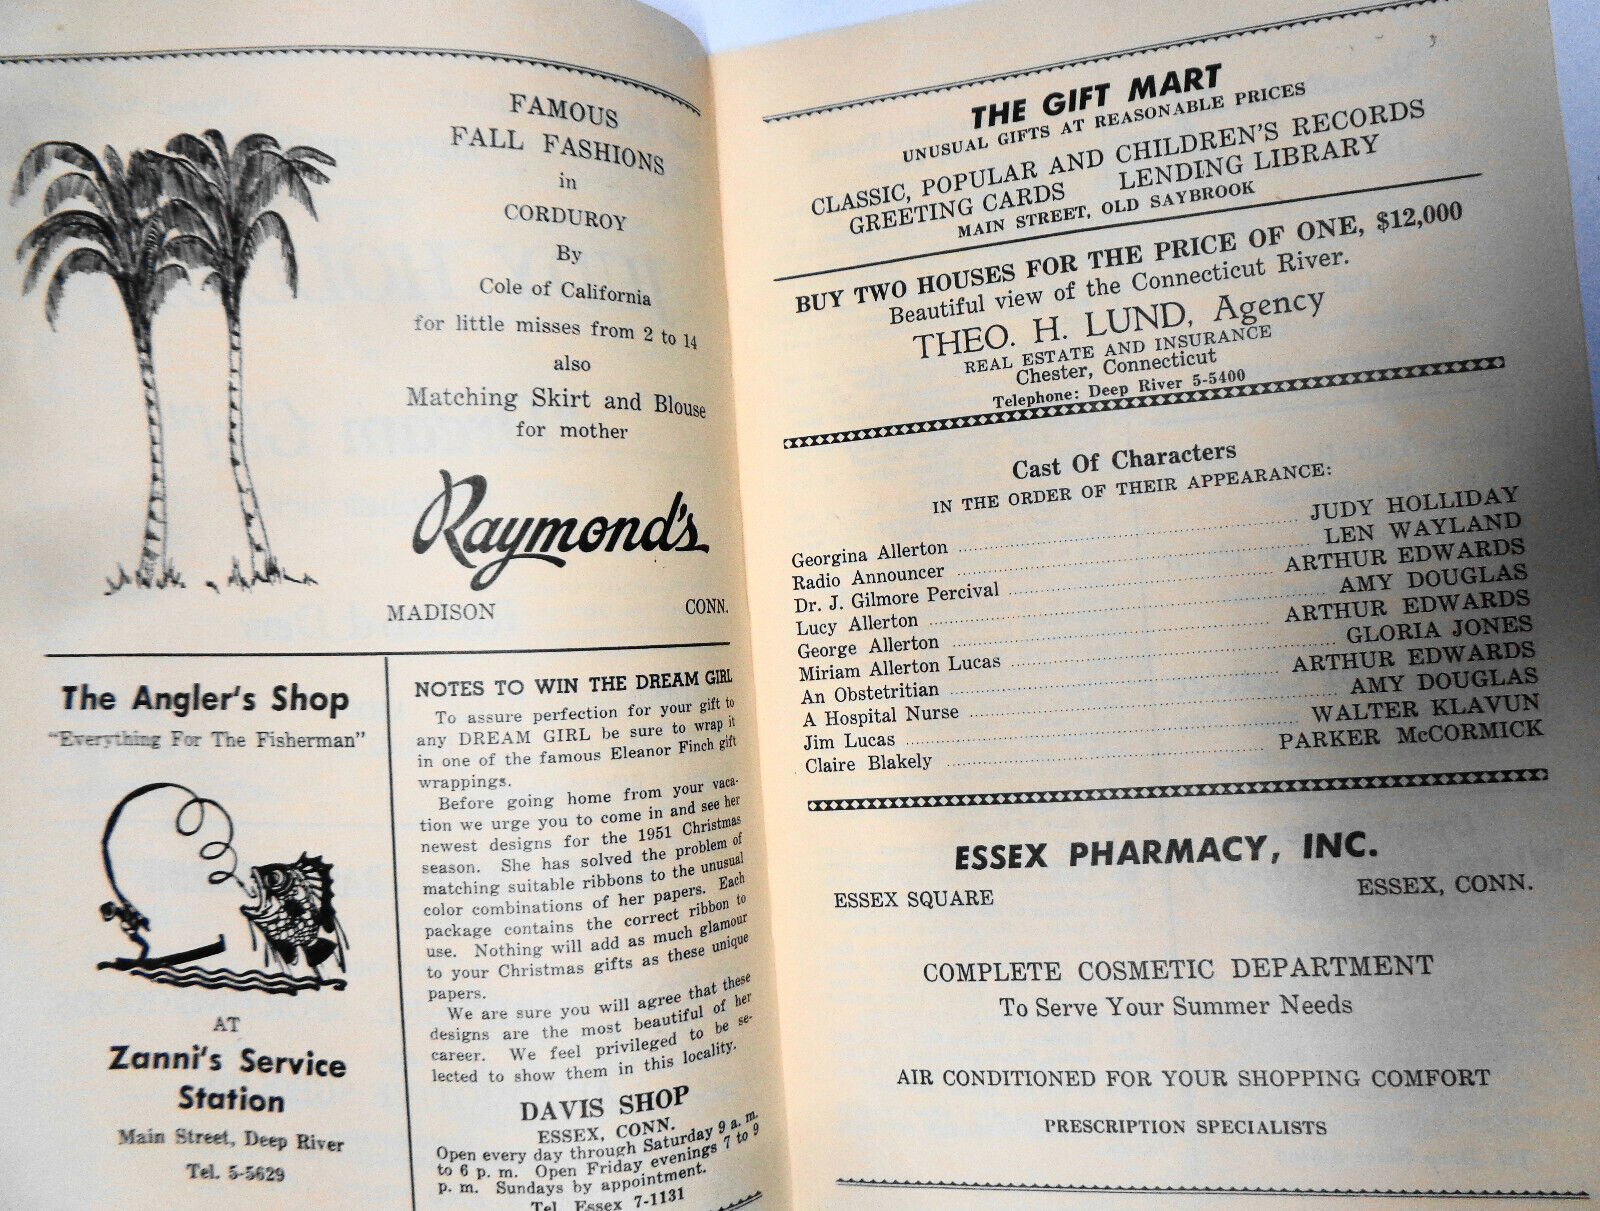 FAMOUS
FALL FASHIONS
in
CORDUROY
By
Cole of California
for little misses from 2 to 14
also
Matching Skirt and Blouse
for mother
Raymond's
MADISON CONN.
The Angler's Shop
"Everything For The Fisherman"
AT
Zanni's Service
Station
Main Street, Deep River
Tel. 5-5629
NOTES TO WIN THE DREAM GIRL
To assure perfection for your gift to
any DREAM GIRL be sure to wrap it
in one of the famous Eleanor Finch gift
wrappings.
Before going home from your vaca-
tion we urge you to come in and see her
newest designs for the 1951 Christmas
season. She has solved the problem of
matching suitable ribbons to the unusual
color combinations of her papers. Each
package contains the correct ribbon to
use. Nothing will add as much glamour
to your Christmas gifts as these unique
papers.
We are sure you will agree that these
designs are the most beautiful of her
career. We feel privileged to be se-
lected to show them in this locality.
DAVIS SHOP
ESSEX, CONN.
Open every day through Saturday 9 a. m.
to 6 p. m. Open Friday evenings 7 to 9
p. m. Sundays by appointment.
Tel. Essex 7-1131
THE GIFT MART
UNUSUAL GIFTS AT REASONABLE PRICES
CLASSIC, POPULAR AND CHILDREN'S RECORDS
GREETING CARDS LENDING LIBRARY
MAIN STREET, OLD SAYBROOK
BUY TWO HOUSES FOR THE PRICE OF ONE, $12,000
Beautiful view of the Connecticut River.
THEO. H. LUND, Agency
REAL ESTATE AND INSURANCE
Chester, Connecticut
Telephone: Deep River 5-5400
Cast Of Characters
IN THE ORDER OF THEIR APPEARANCE:
Georgina Allerton JUDY HOLLIDAY
Radio Announcer LEN WAYLAND
Dr. J. Gilmore Percival ARTHUR EDWARDS
Lucy Allerton AMY DOUGLAS
George Allerton ARTHUR EDWARDS
Miriam Allerton Lucas GLORIA JONES
An Obstetritian ARTHUR EDWARDS
A Hospital Nurse AMY DOUGLAS
Jim Lucas WALTER KLAVUN
Claire Blakely PARKER McCORMICK
ESSEX PHARMACY, INC.
ESSEX SQUARE ESSEX, CONN.
COMPLETE COSMETIC DEPARTMENT
To Serve Your Summer Needs
AIR CONDITIONED FOR YOUR SHOPPING COMFORT
PRESCRIPTION SPECIALISTS